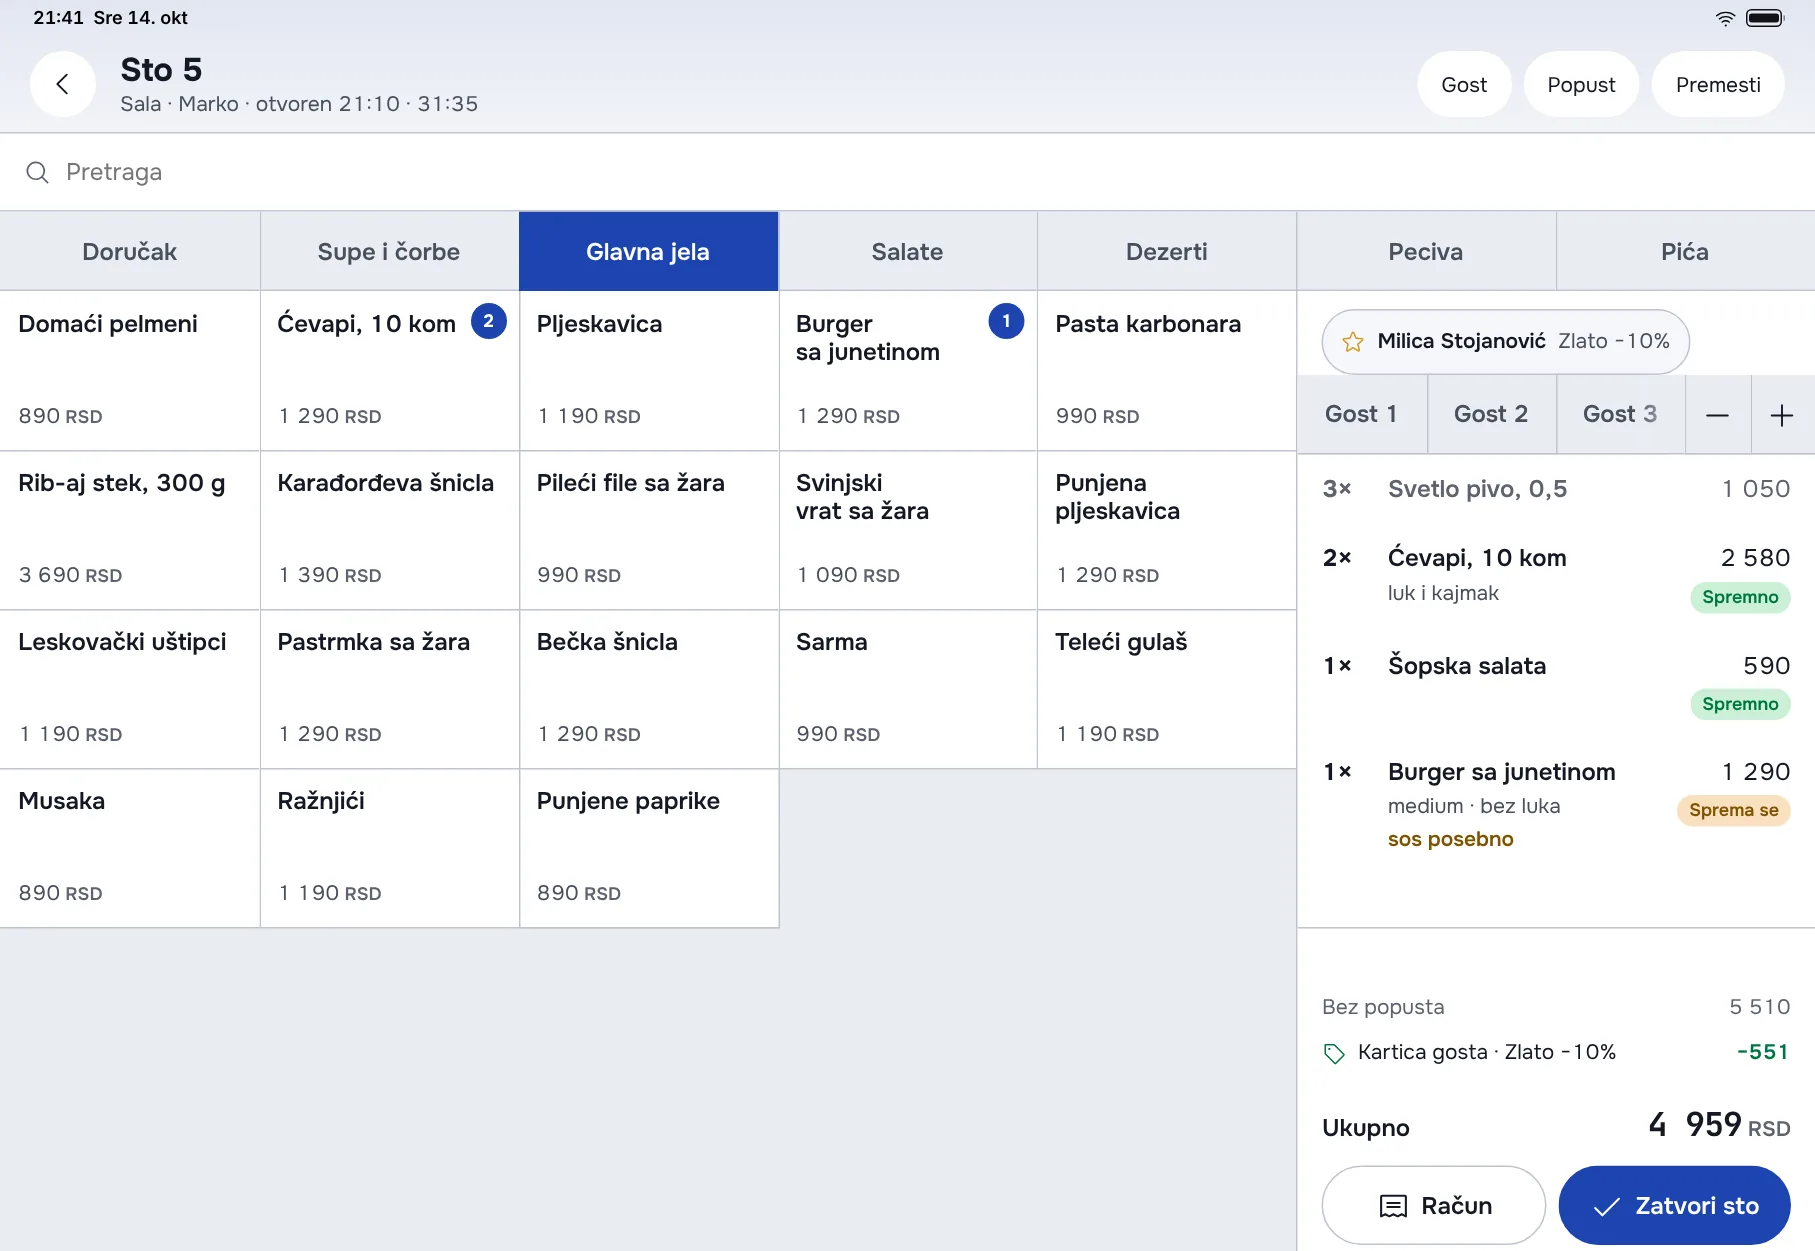 21:41 Sre 14. okt
Sto 5
Sala · Marko · otvoren 21:10 · 31:35
Gost
Popust
Premesti
Pretraga
Doručak
Supe i čorbe
Glavna jela
Salate
Dezerti
Peciva
Pića
Domaći pelmeni
890 RSD
Ćevapi, 10 kom
2
1 290 RSD
Pljeskavica
1 190 RSD
Burger
sa junetinom
1
1 290 RSD
Pasta karbonara
990 RSD
Rib-aj stek, 300 g
3 690 RSD
Karađorđeva šnicla
1 390 RSD
Pileći file sa žara
990 RSD
Svinjski
vrat sa žara
1 090 RSD
Punjena
pljeskavica
1 290 RSD
Leskovački uštipci
1 190 RSD
Pastrmka sa žara
1 290 RSD
Bečka šnicla
1 290 RSD
Sarma
990 RSD
Teleći gulaš
1 190 RSD
Musaka
890 RSD
Ražnjići
1 190 RSD
Punjene paprike
890 RSD
Milica Stojanović Zlato −10%
Gost 1
Gost 2
Gost 3
3× Svetlo pivo, 0,5 1 050
2× Ćevapi, 10 kom 2 580
luk i kajmak
Spremno
1× Šopska salata 590
Spremno
1× Burger sa junetinom 1 290
medium · bez luka
Sprema se
sos posebno
Bez popusta 5 510
Kartica gosta · Zlato −10% −551
Ukupno 4 959 RSD
Račun
Zatvori sto